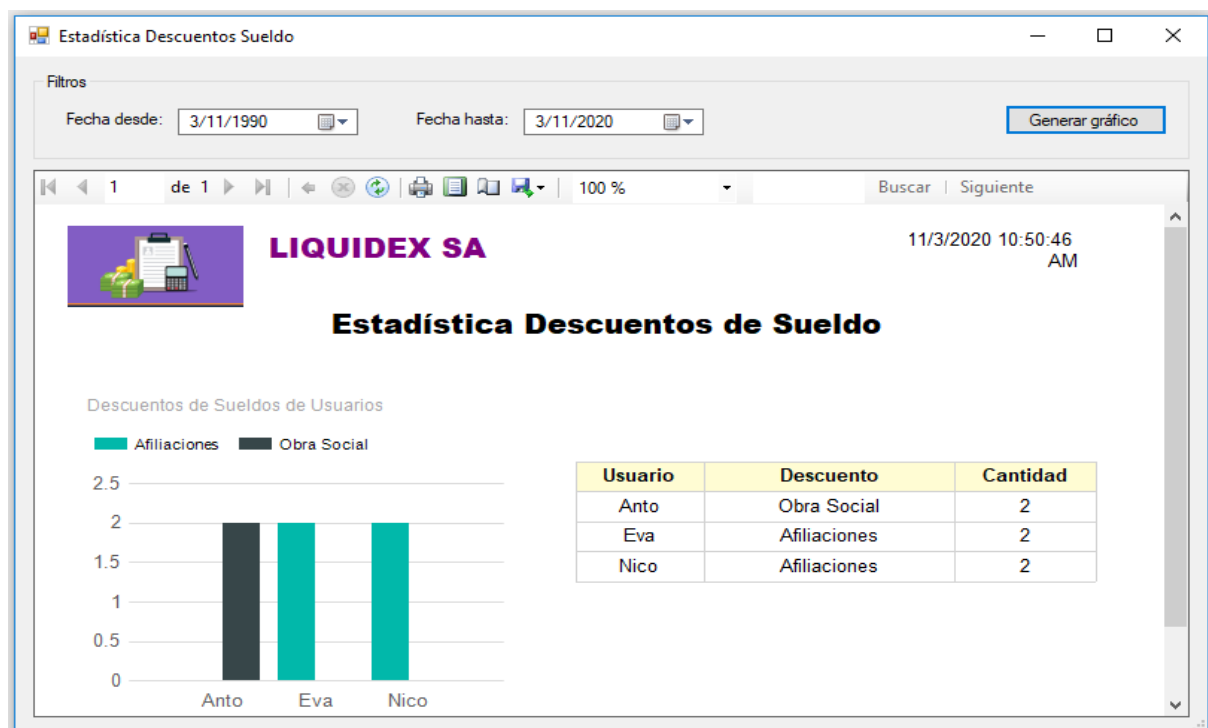 Estadística Descuentos Sueldo
Filtros
Fecha desde: 3/11/1990 Fecha hasta: 3/11/2020 Generar gráfico
1 de 1 100 % Buscar | Siguiente
LIQUIDEX SA
11/3/2020 10:50:46
AM
Estadística Descuentos de Sueldo
Descuentos de Sueldos de Usuarios
Afiliaciones Obra Social
2.5
2
1.5
1
0.5
0
Anto Eva Nico
Usuario Descuento Cantidad
Anto Obra Social 2
Eva Afiliaciones 2
Nico Afiliaciones 2